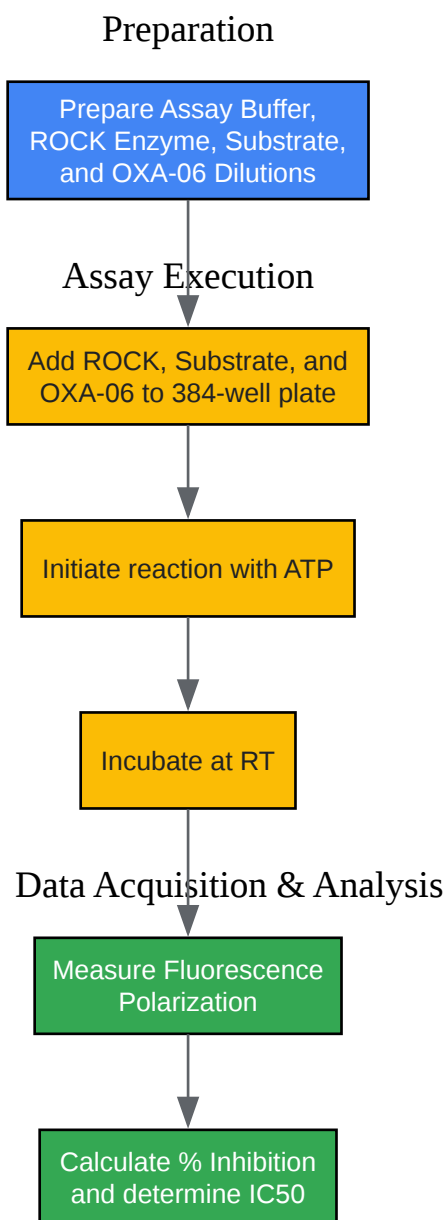 Preparation
Prepare Assay Buffer,
ROCK Enzyme, Substrate,
and OXA-06 Dilutions
Assay Execution
Add ROCK, Substrate, and
OXA-06 to 384-well plate
Initiate reaction with ATP
Incubate at RT
Data Acquisition & Analysis
Measure Fluorescence
Polarization
Calculate % Inhibition
and determine IC50